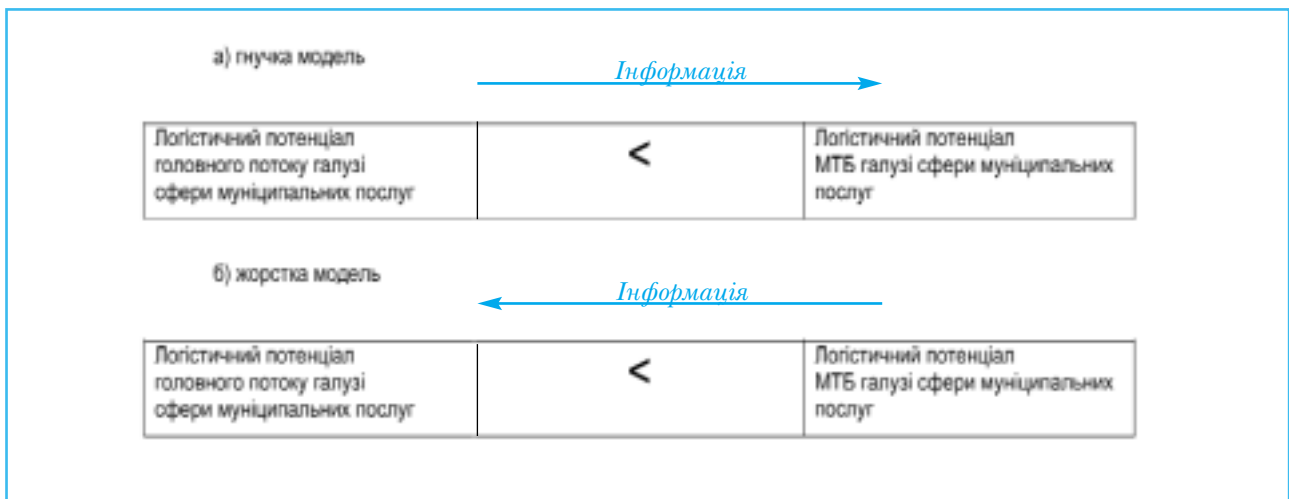 а) гнучка модель
Інформація
Логістичний потенціал
головного потоку галузі
сфери муніципальних послуг
<
Логістичний потенціал
МТБ галузі сфери муніципальних
послуг
б) жорстка модель
Інформація
Логістичний потенціал
головного потоку галузі
сфери муніципальних послуг
<
Логістичний потенціал
МТБ галузі сфери муніципальних
послуг